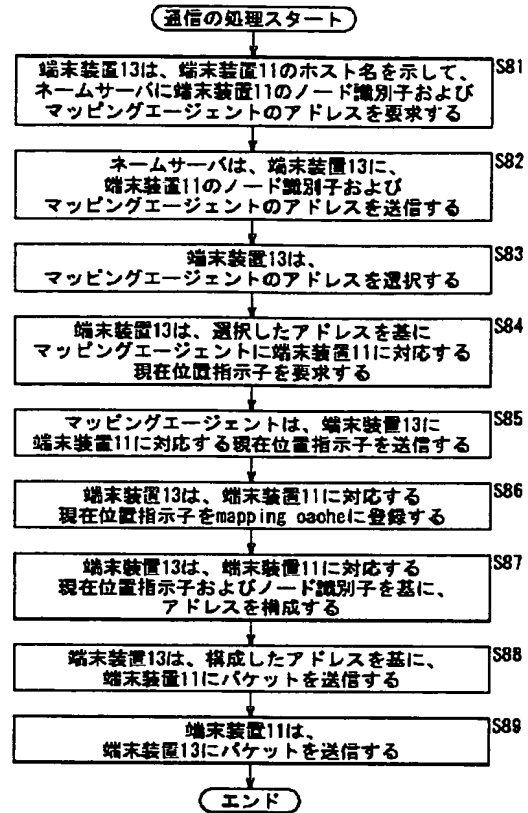 通信の処理スタート
S81
端末装置13は、端末装置11のホスト名を示して、
ネームサーバに端末装置11のノード識別子および
マッピングエージェントのアドレスを要求する
S82
ネームサーバは、端末装置13に、
端末装置11のノード識別子および
マッピングエージェントのアドレスを送信する
S83
端末装置13は、
マッピングエージェントのアドレスを選択する
S84
端末装置13は、選択したアドレスを基に
マッピングエージェントに端末装置11に対応する
現在位置指示子を要求する
S85
マッピングエージェントは、端末装置13に
端末装置11に対応する現在位置指示子を送信する
S86
端末装置13は、端末装置11に対応する
現在位置指示子をmapping cacheに登録する
S87
端末装置13は、端末装置11に対応する
現在位置指示子およびノード識別子を基に、
アドレスを構成する
S88
端末装置13は、構成したアドレスを基に、
端末装置11にパケットを送信する
S89
端末装置11は、
端末装置13にパケットを送信する
エンド